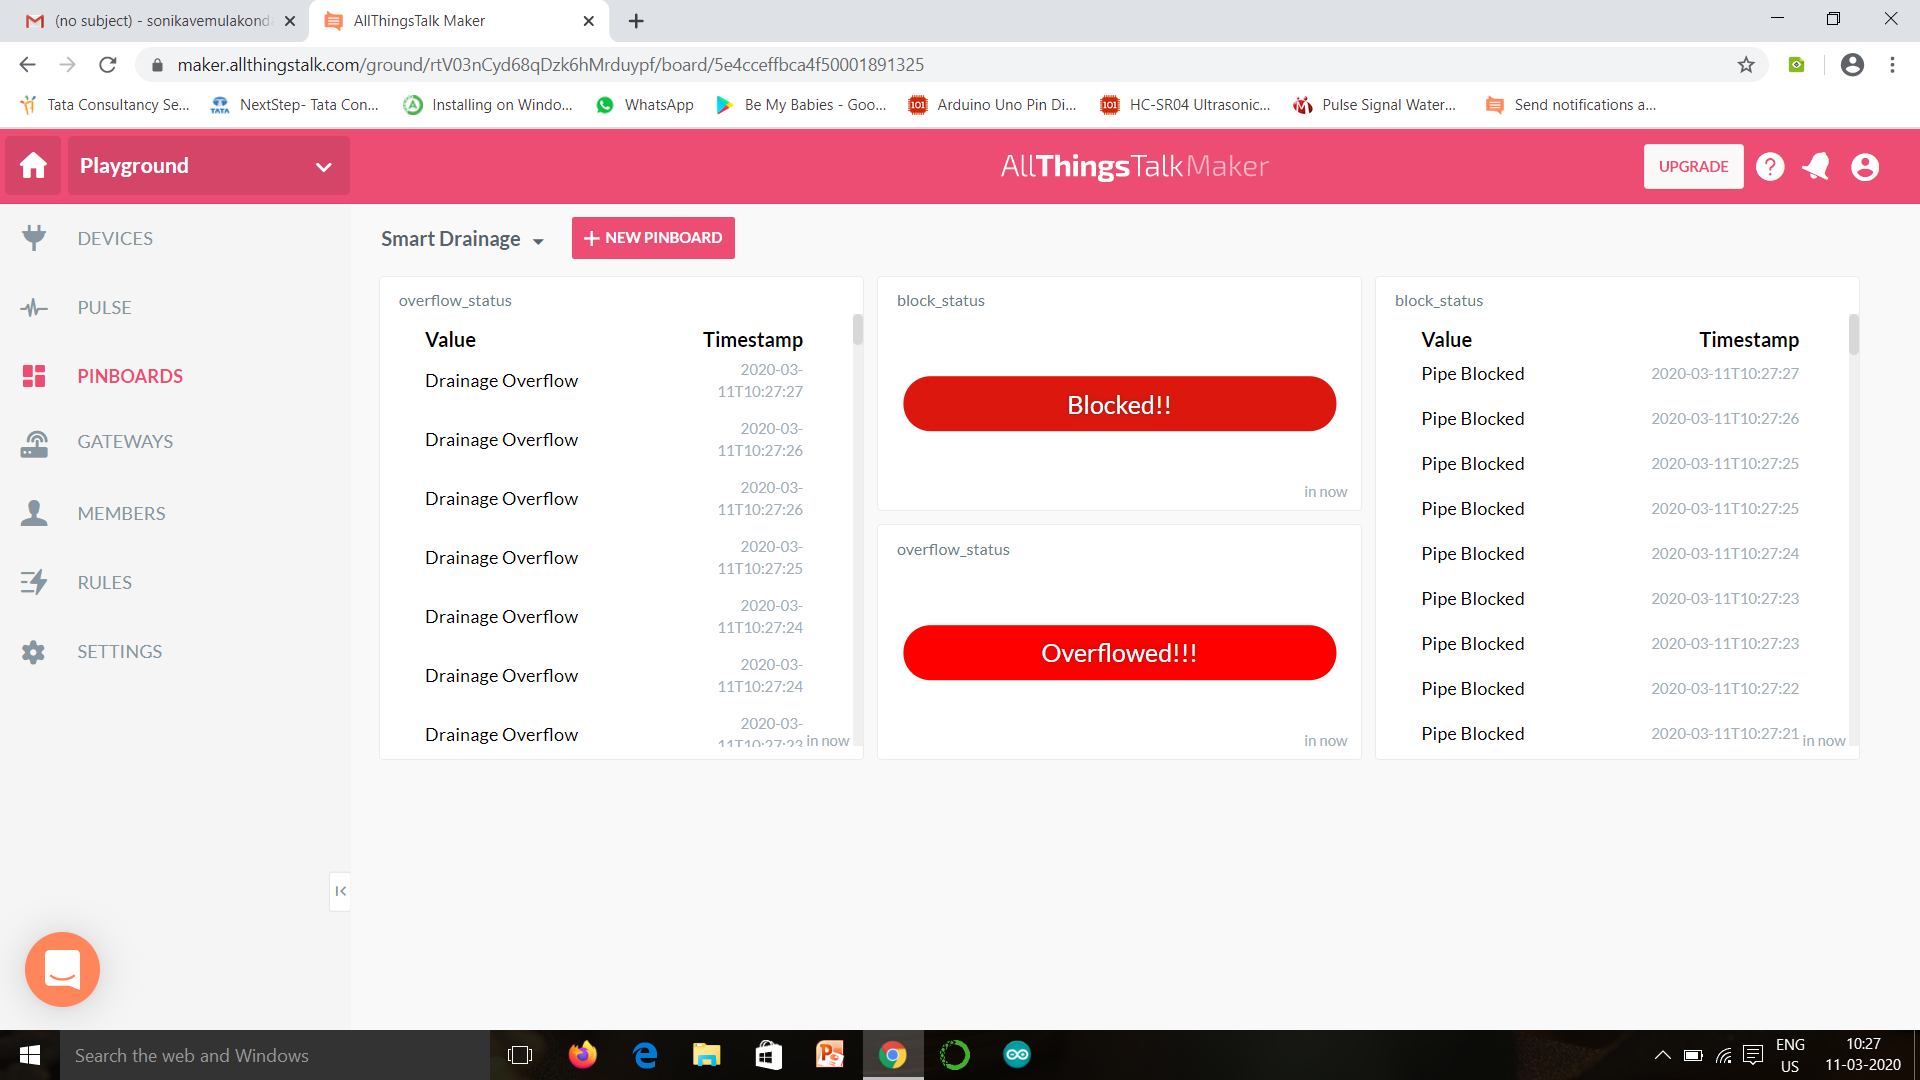 (no subject) - sonikavemulakond
AllThingsTalk Maker
maker.allthingstalk.com/ground/rtV03nCyd68qDzk6hMrduypf/board/5e4cceffbca4f50001891325
Tata Consultancy Se...
NextStep- Tata Con...
Installing on Windo...
WhatsApp
Be My Babies - Goo...
Arduino Uno Pin Di...
HC-SR04 Ultrasonic...
Pulse Signal Water...
Send notifications a...
Playground
AllThingsTalkMaker
UPGRADE
DEVICES
PULSE
PINBOARDS
GATEWAYS
MEMBERS
RULES
SETTINGS
Smart Drainage
+ NEW PINBOARD
overflow_status
Value Timestamp
Drainage Overflow 2020-03-
11T10:27:27
Drainage Overflow 2020-03-
11T10:27:26
Drainage Overflow 2020-03-
11T10:27:26
Drainage Overflow 2020-03-
11T10:27:25
Drainage Overflow 2020-03-
11T10:27:24
Drainage Overflow 2020-03-
11T10:27:24
Drainage Overflow 2020-03-
11T10:27:23
in now
block_status
Blocked!!
in now
overflow_status
Overflowed!!!
in now
block_status
Value Timestamp
Pipe Blocked 2020-03-11T10:27:27
Pipe Blocked 2020-03-11T10:27:26
Pipe Blocked 2020-03-11T10:27:25
Pipe Blocked 2020-03-11T10:27:25
Pipe Blocked 2020-03-11T10:27:24
Pipe Blocked 2020-03-11T10:27:23
Pipe Blocked 2020-03-11T10:27:23
Pipe Blocked 2020-03-11T10:27:22
Pipe Blocked 2020-03-11T10:27:21
in now
Search the web and Windows
ENG
US
10:27
11-03-2020